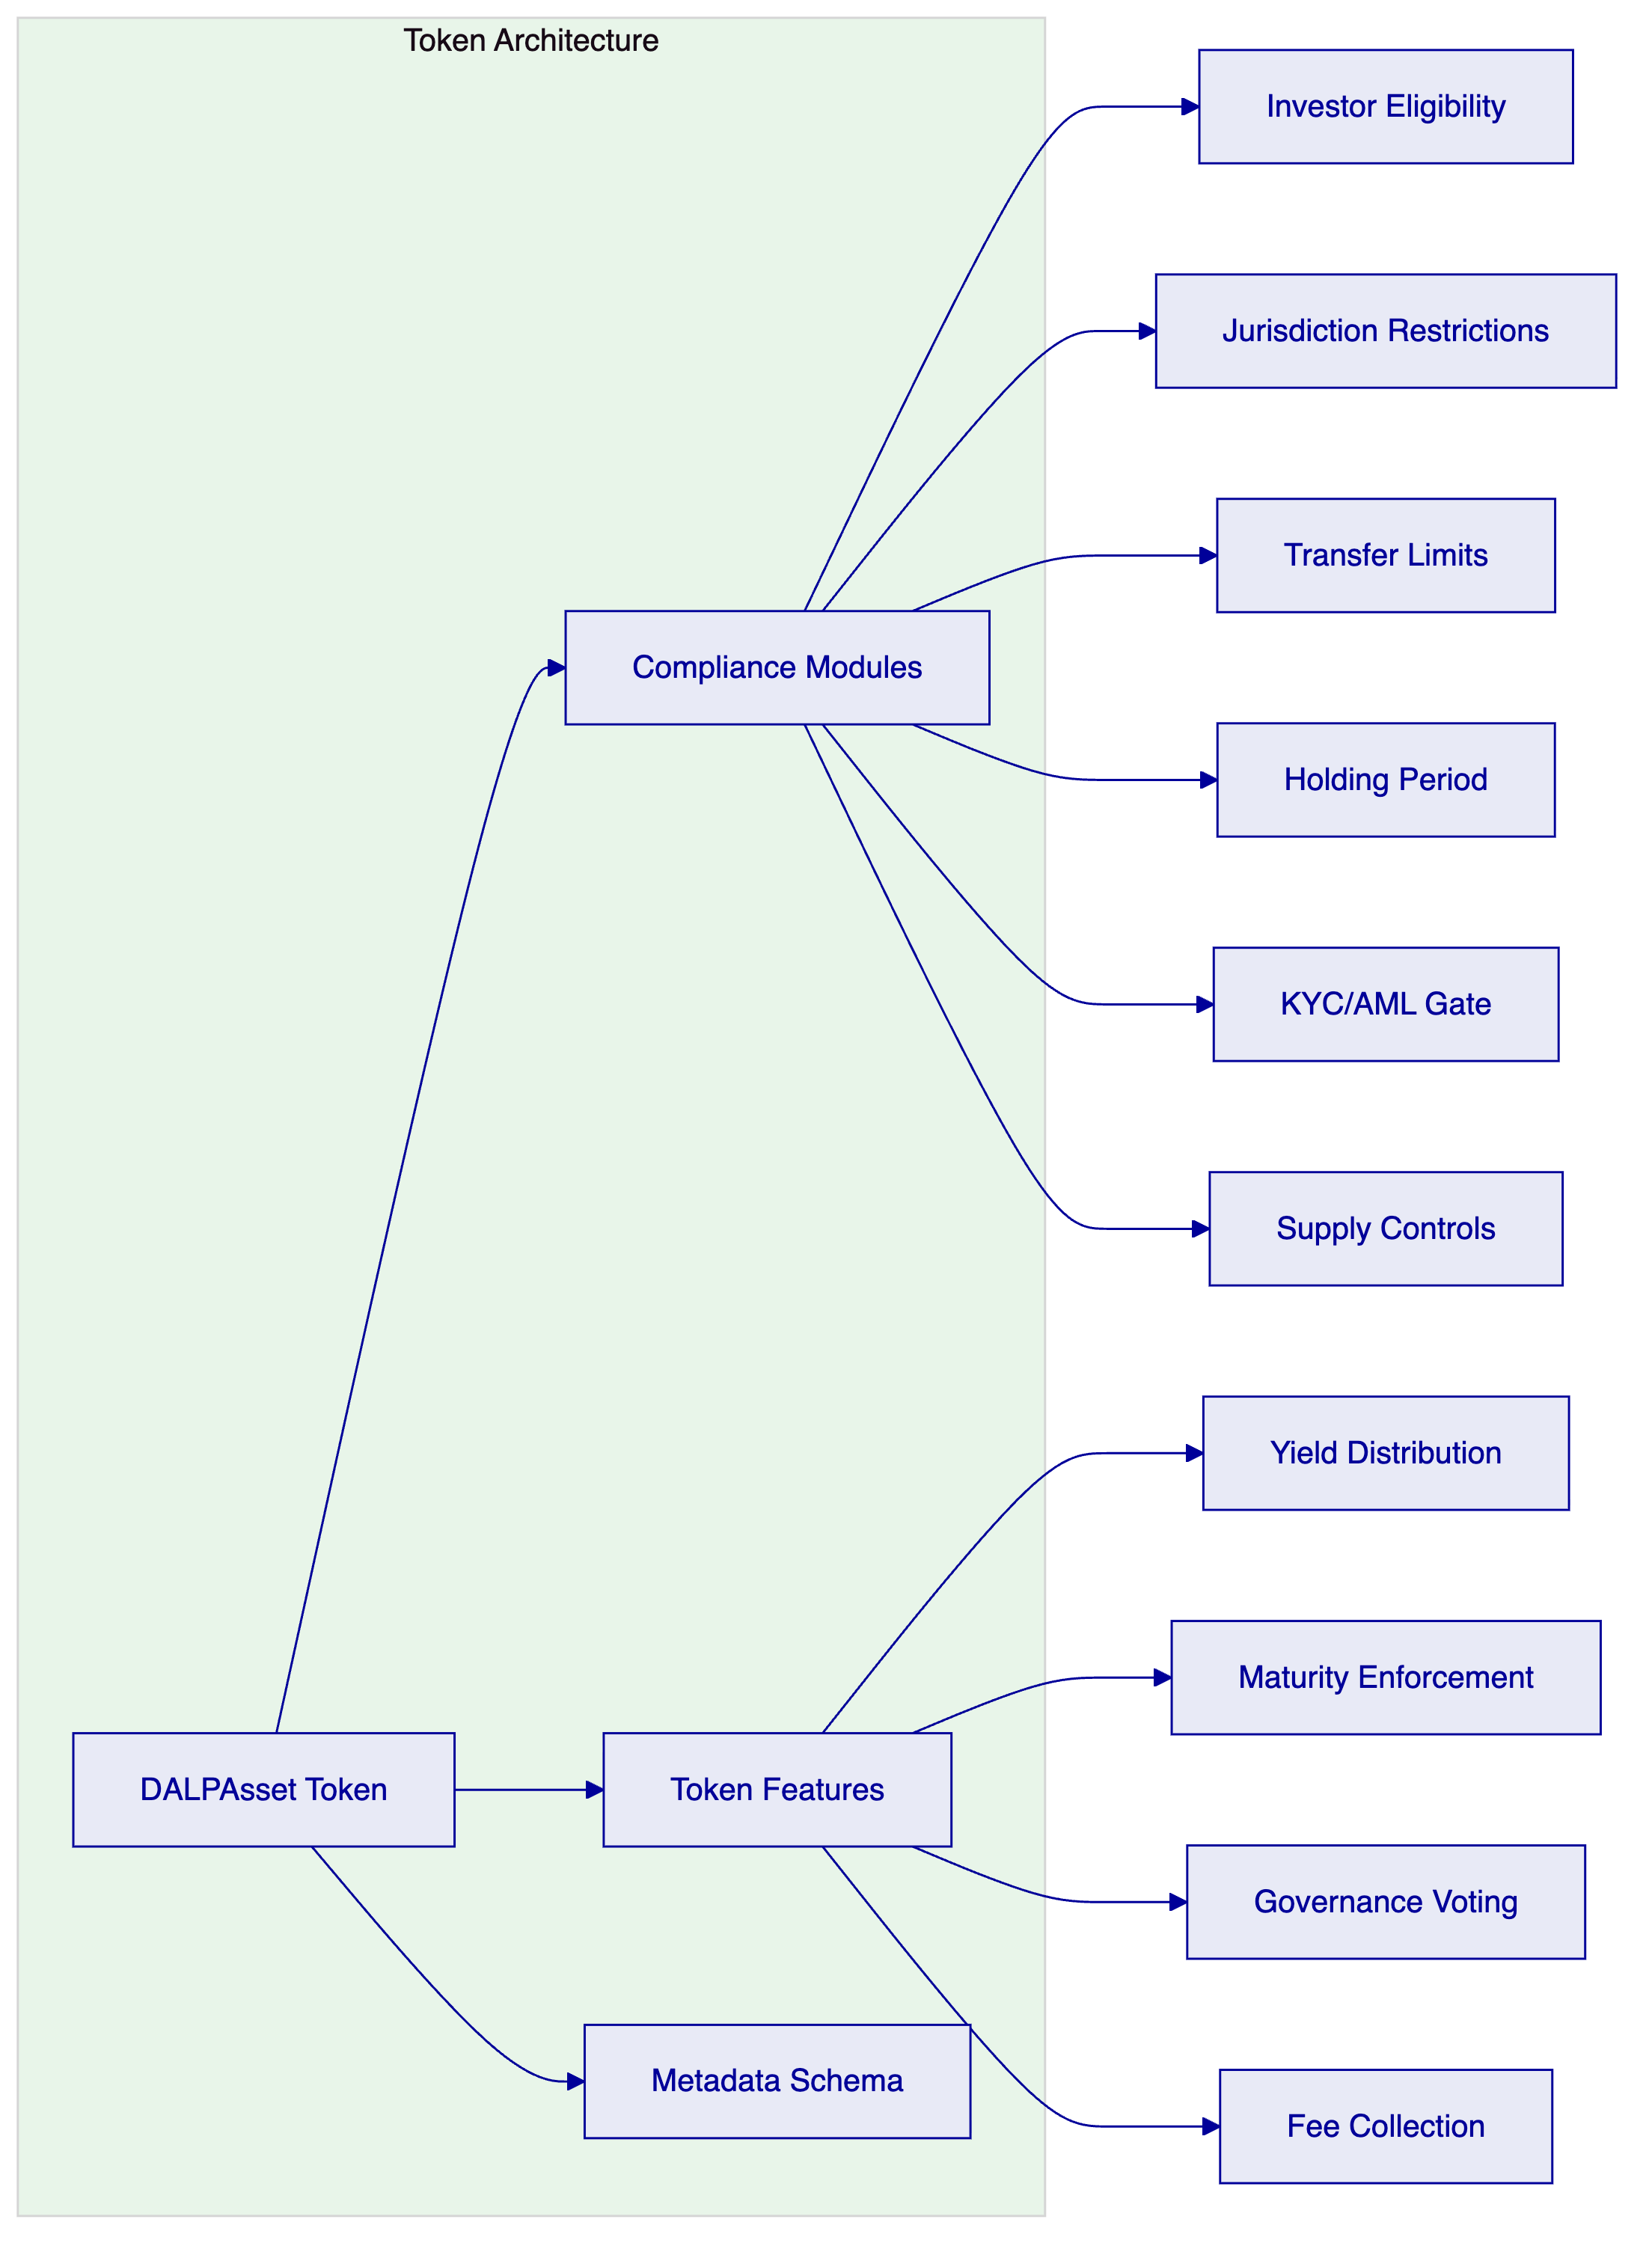 Token Architecture
Investor Eligibility
Jurisdiction Restrictions
Transfer Limits
Compliance Modules
Holding Period
KYC/AML Gate
Supply Controls
Yield Distribution
Maturity Enforcement
DALPAsset Token
Token Features
Governance Voting
Metadata Schema
Fee Collection